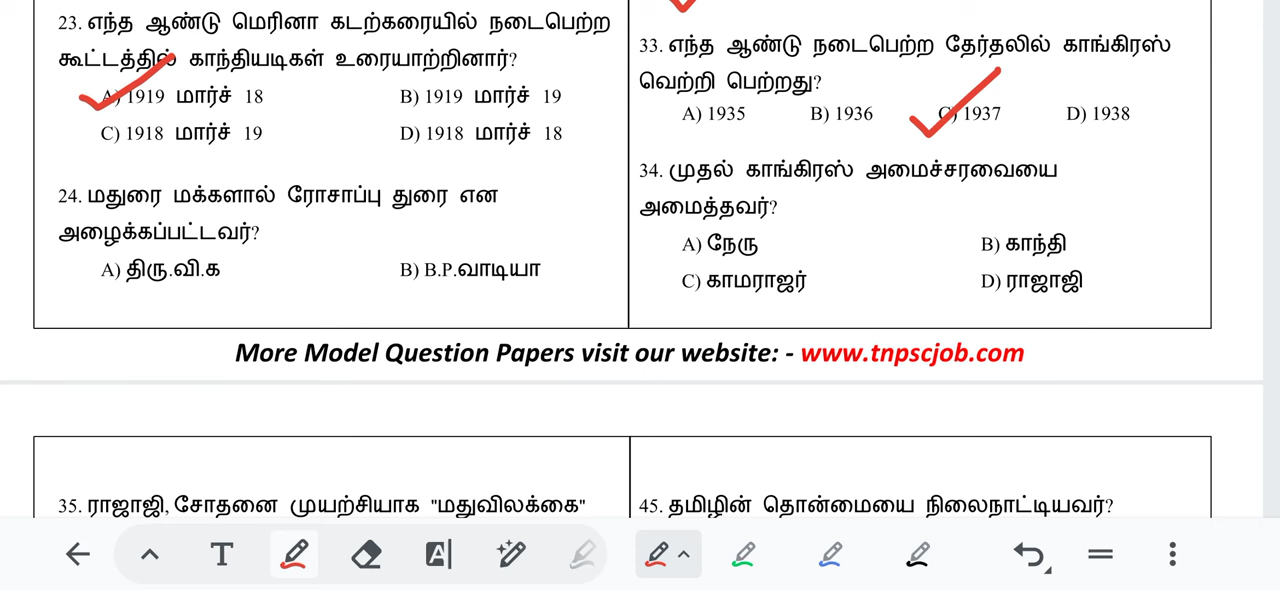 23. எந்த ஆண்டு மெரினா கடற்கரையில் நடைபெற்ற
கூட்டத்தில் காந்தியடிகள் உரையாற்றினார்?
A) 1919 மார்ச் 18 B) 1919 மார்ச் 19
C) 1918 மார்ச் 19 D) 1918 மார்ச் 18
24. மதுரை மக்களால் ரோசாப்பு துரை என
அழைக்கப்பட்டவர்?
A) திரு.வி.க B) B.P.வாடியா
33. எந்த ஆண்டு நடைபெற்ற தேர்தலில் காங்கிரஸ்
வெற்றி பெற்றது?
A) 1935 B) 1936 C) 1937 D) 1938
34. முதல் காங்கிரஸ் அமைச்சரவையை
அமைத்தவர்?
A) நேரு B) காந்தி
C) காமராஜர் D) ராஜாஜி
More Model Question Papers visit our website: - www.tnpscjob.com
35. ராஜாஜி, சோதனை முயற்சியாக "மதுவிலக்கை"
45. தமிழின் தொன்மையை நிலைநாட்டியவர்?
T
A